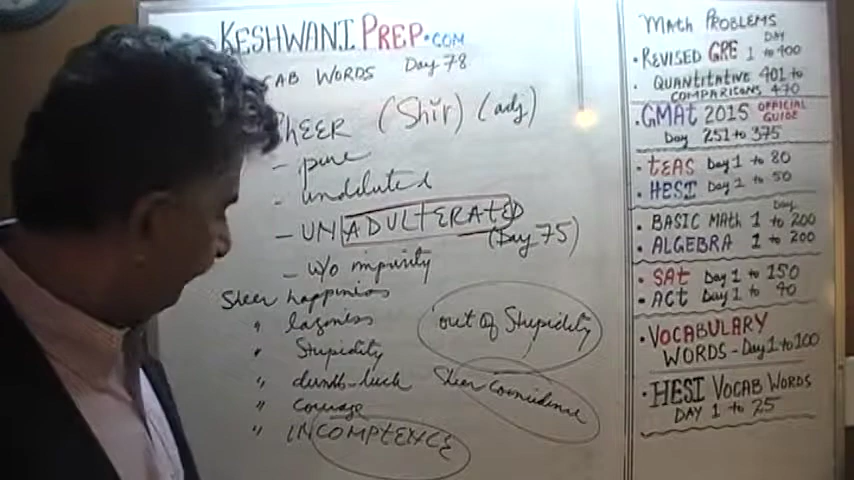 KESHWANI PREP.COM
VOCAB WORDS Day 78
SHEER (Shĭr) (adj)
- pure
- undiluted
- UNADULTERATED
(Day 75)
- w/o impurity
Sheer happiness
" laziness
" Stupidity
" dumb-luck
" courage
" INCOMPTENCE
out of Stupidity
Sheer coincidence
MATH PROBLEMS
DAY
• REVISED GRE 1 to 400
• QUANTITATIVE 401 to
COMPARISONS 470
• GMAT 2015 OFFICIAL GUIDE
Day 251 to 375
• TEAS Day 1 to 80
• HESI Day 1 to 50
Day
• BASIC MATH 1 to 200
• ALGEBRA 1 to 200
• SAT Day 1 to 150
• ACT Day 1 to 90
• VOCABULARY
WORDS - Day 1 to 100
• HESI VOCAB WORDS
DAY 1 to 25